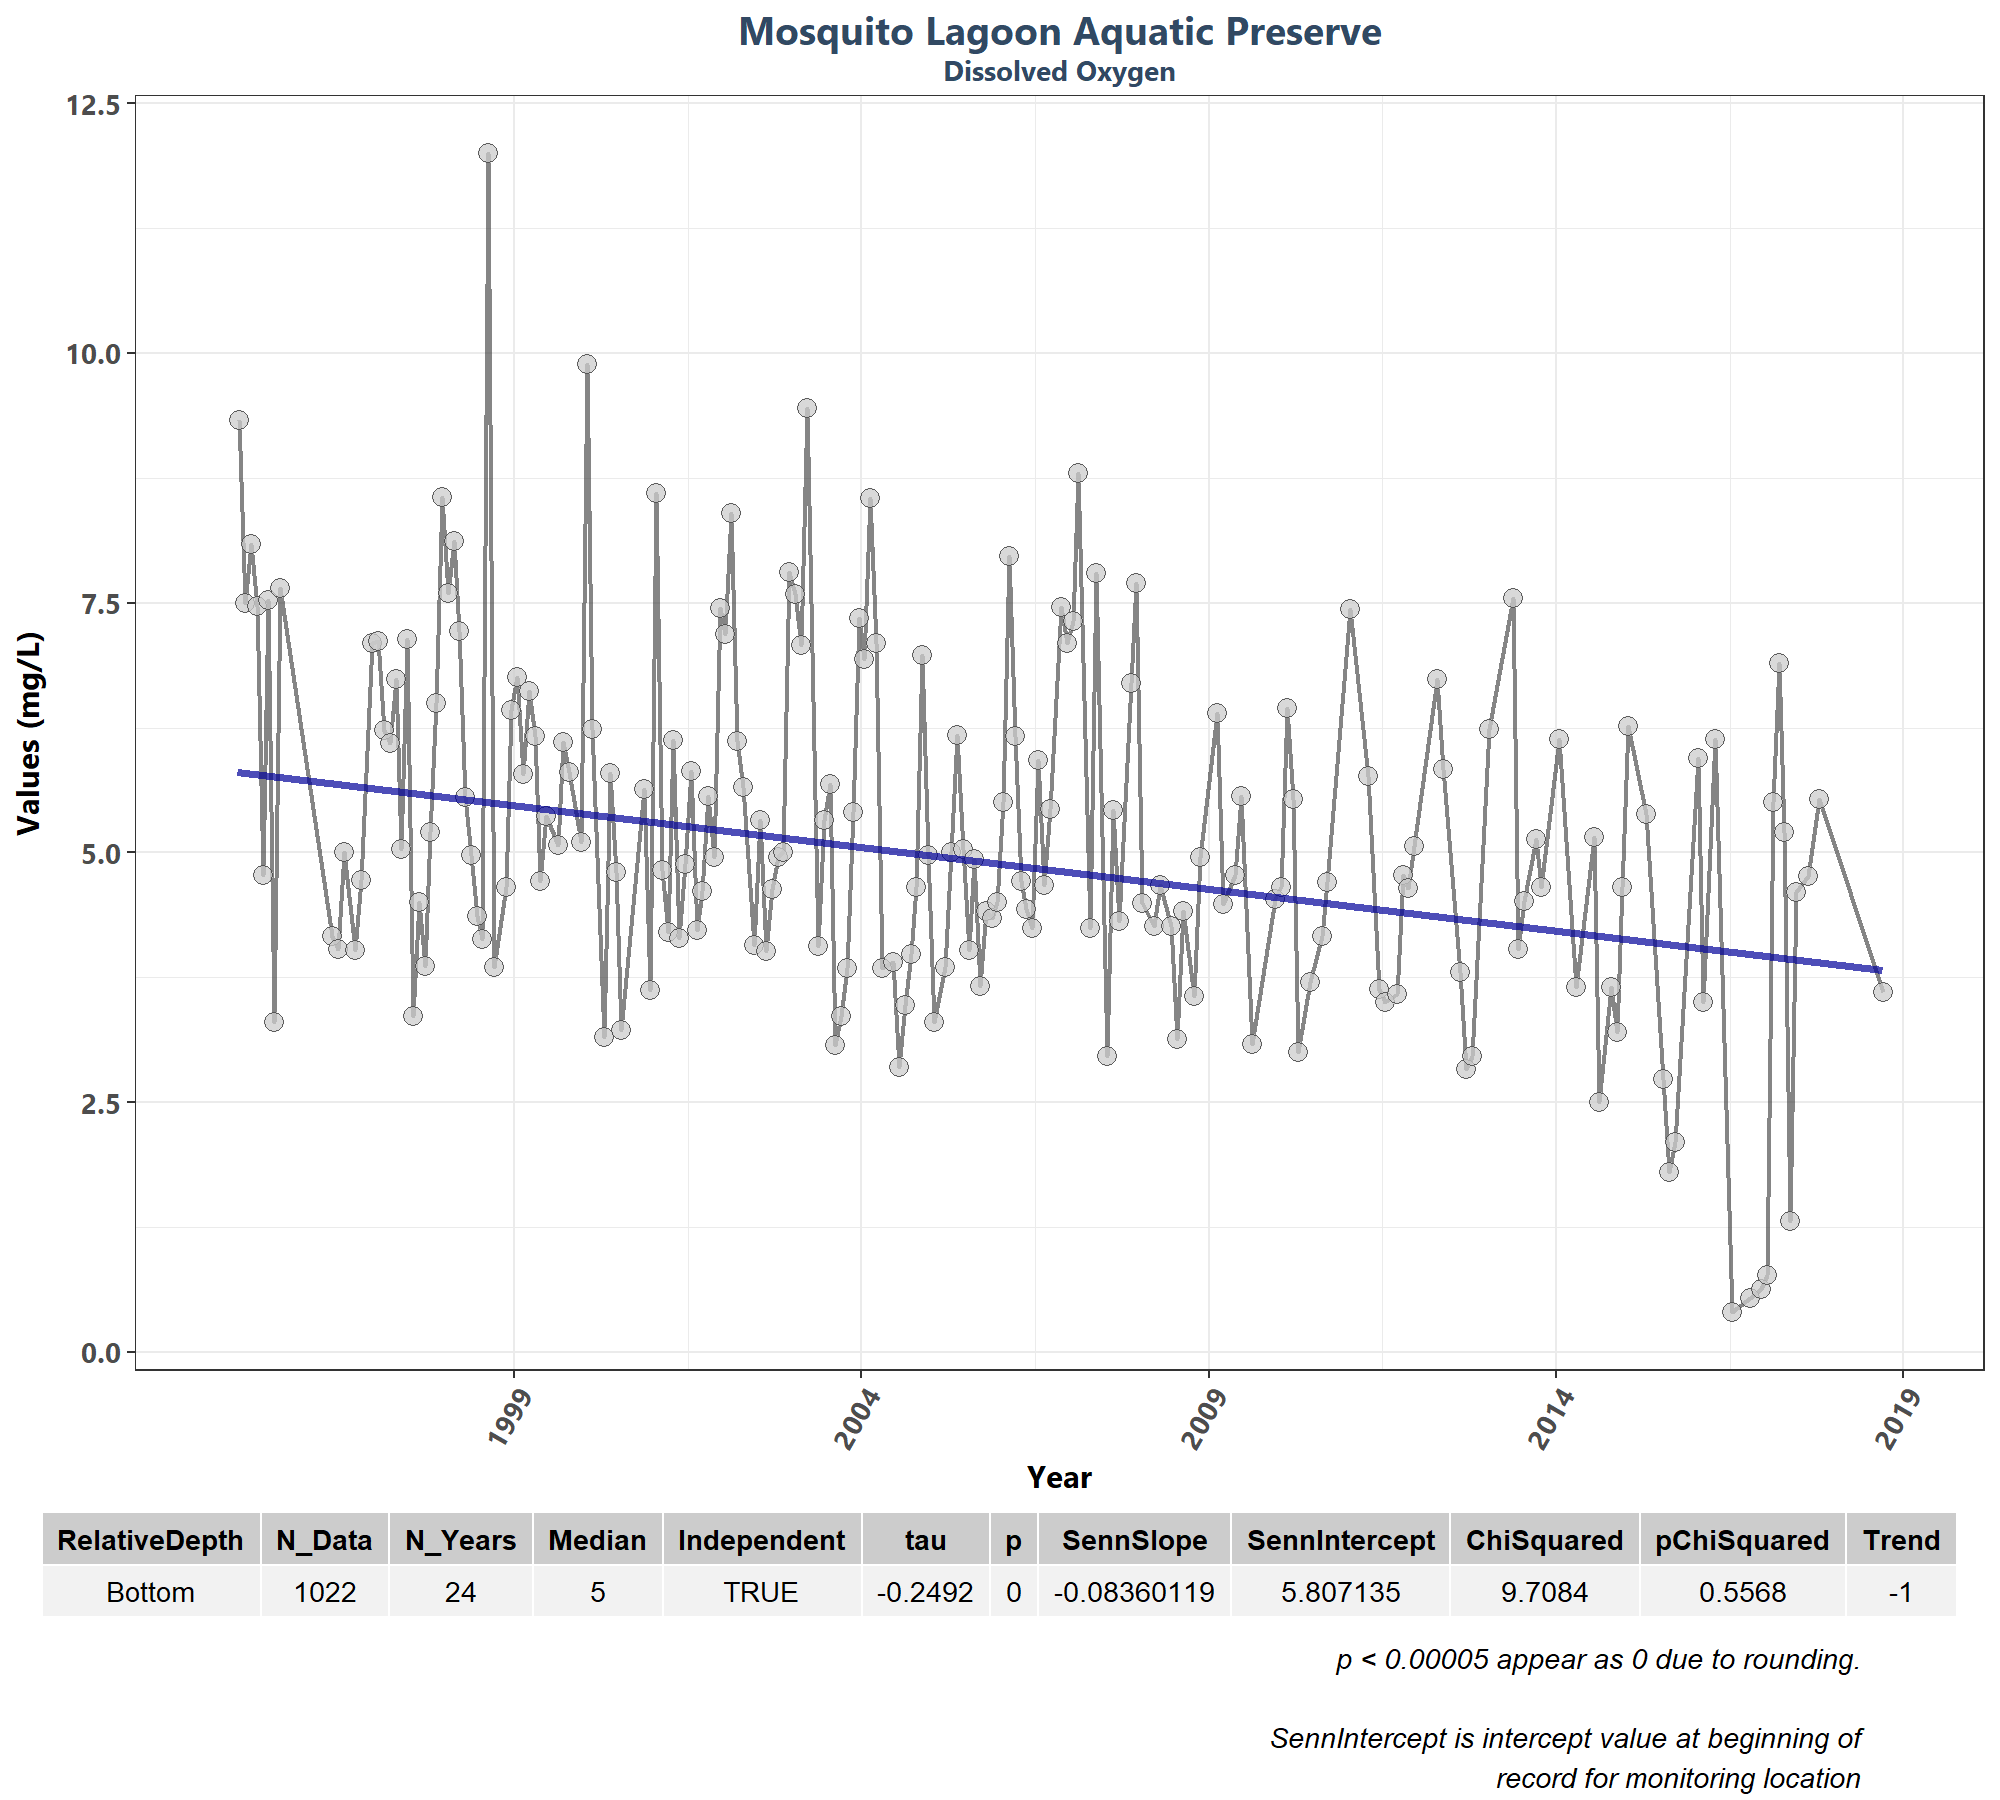 Mosquito Lagoon Aquatic Preserve
Dissolved Oxygen
12.5
10.0
7.5
5.0
2.5
0.0
Values (mg/L)
1999
2004
2009
2014
2019
Year
RelativeDepth N_Data N_Years Median Independent tau p SennSlope SennIntercept ChiSquared pChiSquared Trend
Bottom 1022 24 5 TRUE -0.2492 0 -0.08360119 5.807135 9.7084 0.5568 -1
p < 0.00005 appear as 0 due to rounding.
SennIntercept is intercept value at beginning of
record for monitoring location